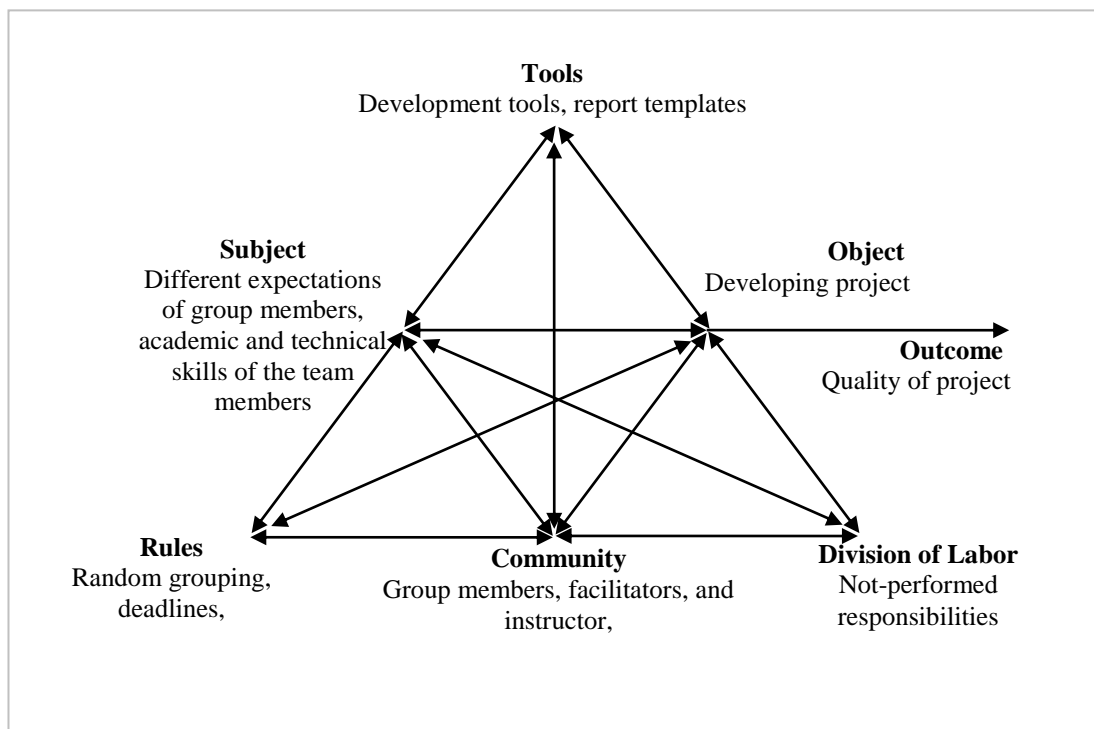 Tools
Development tools, report templates
Subject
Different expectations
of group members,
academic and technical
skills of the team
members
Object
Developing project
Outcome
Quality of project
Rules
Random grouping,
deadlines,
Community
Group members, facilitators, and
instructor,
Division of Labor
Not-performed
responsibilities